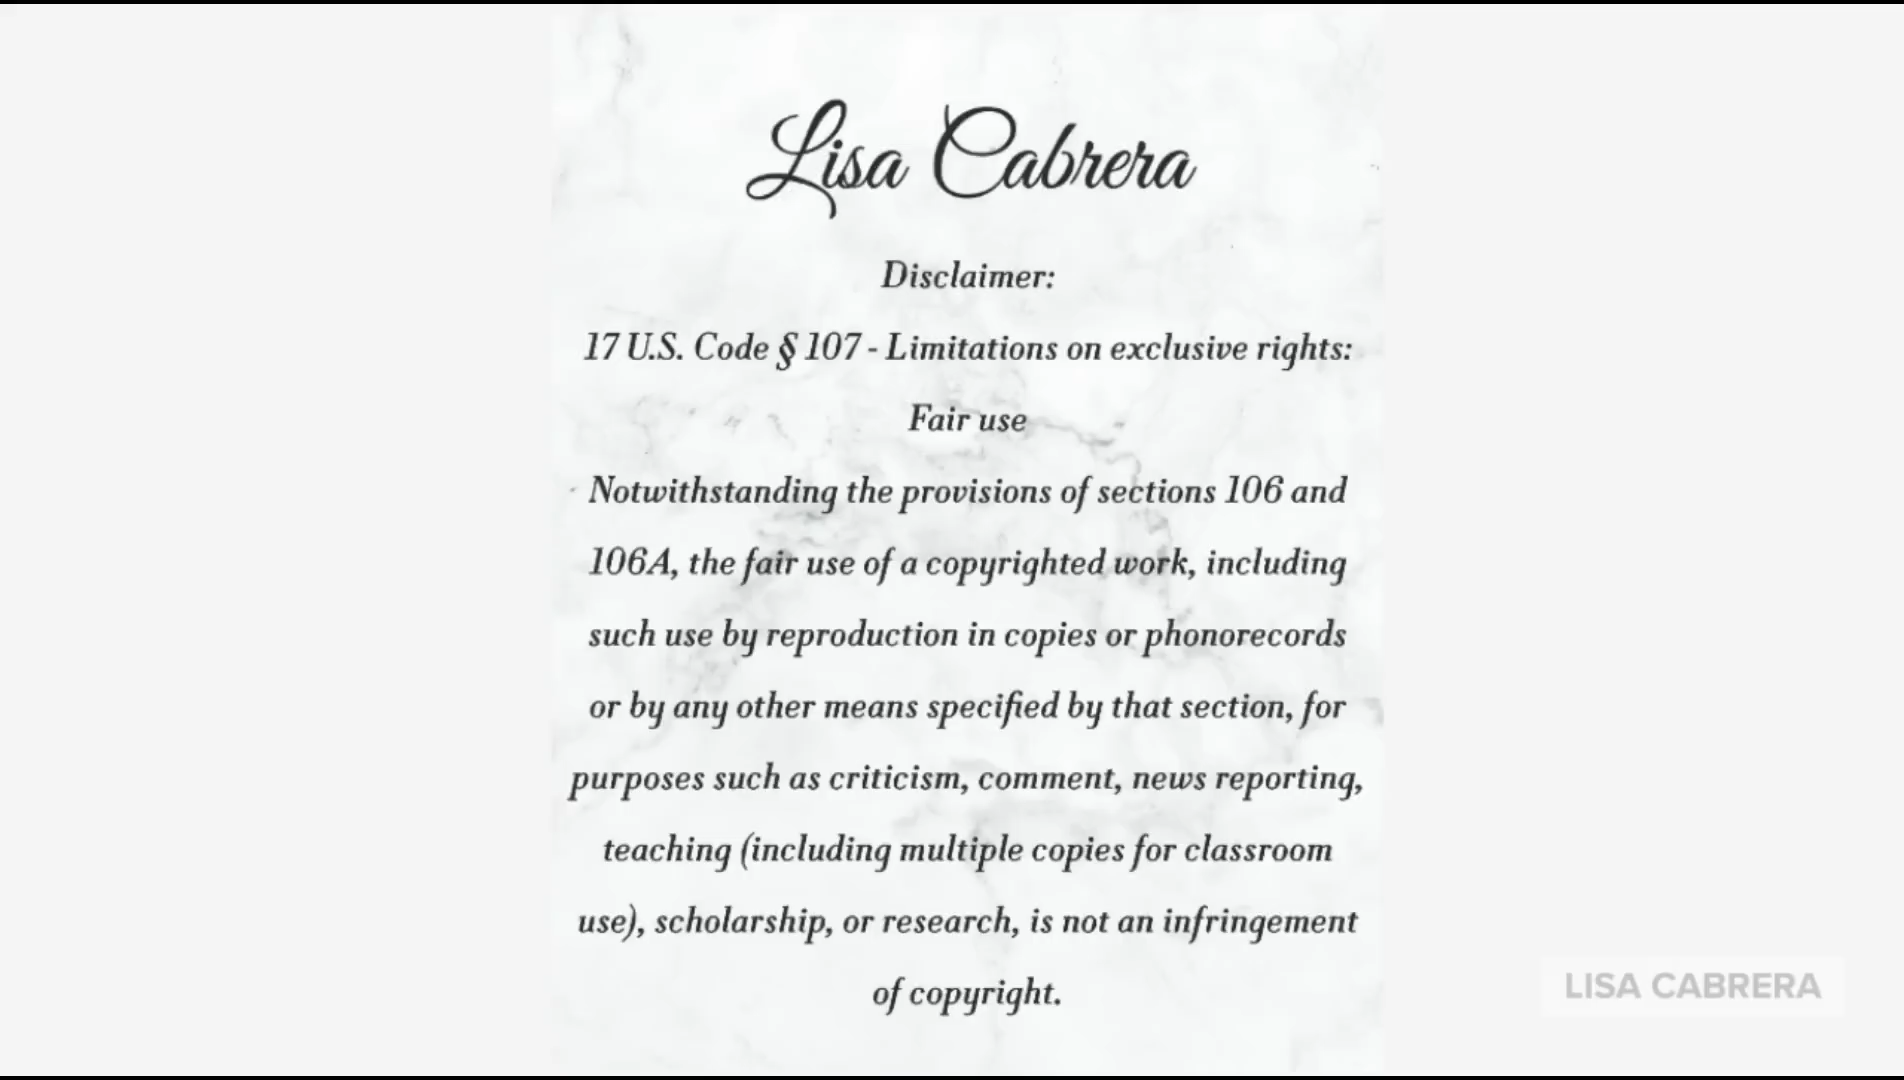 Lisa Cabrera
Disclaimer:
17 U.S. Code § 107 - Limitations on exclusive rights:
Fair use
Notwithstanding the provisions of sections 106 and
106A, the fair use of a copyrighted work, including
such use by reproduction in copies or phonorecords
or by any other means specified by that section, for
purposes such as criticism, comment, news reporting,
teaching (including multiple copies for classroom
use), scholarship, or research, is not an infringement
of copyright.
LISA CABRERA